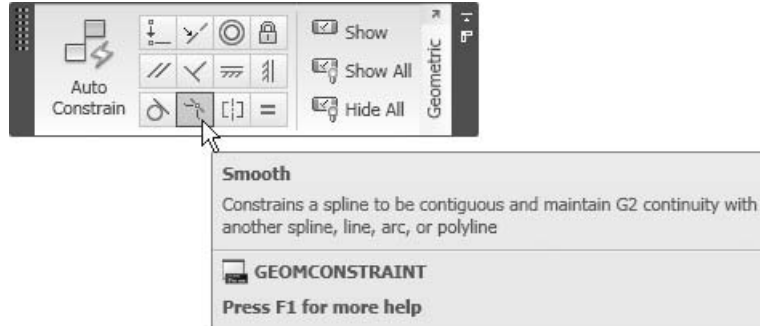 Auto
Constrain
Show
Show All
Hide All
Geometric
Smooth
Constrains a spline to be contiguous and maintain G2 continuity with
another spline, line, arc, or polyline
GEOMCONSTRAINT
Press F1 for more help